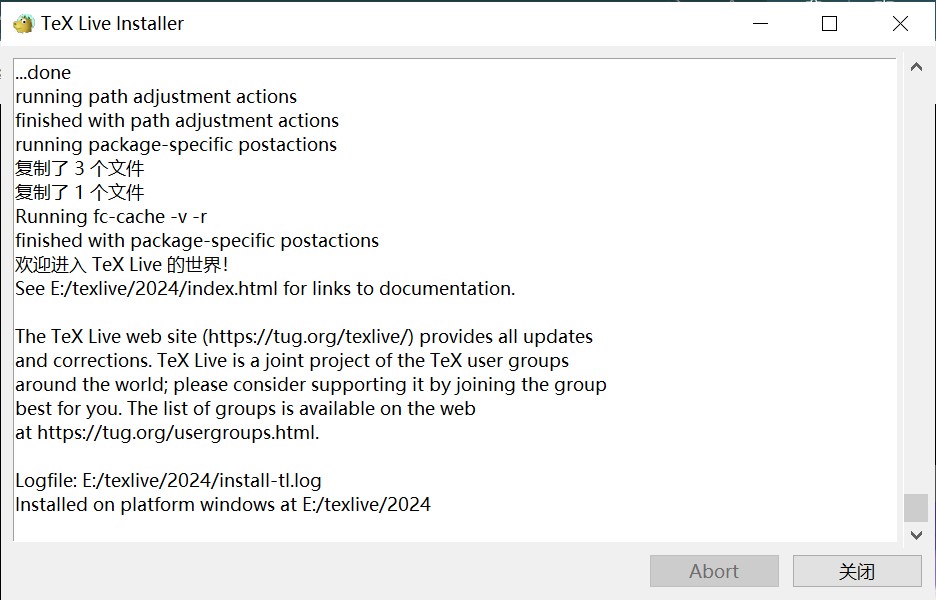 TeX Live Installer
...done
running path adjustment actions
finished with path adjustment actions
running package-specific postactions
复制了 3 个文件
复制了 1 个文件
Running fc-cache -v -r
finished with package-specific postactions
欢迎进入 TeX Live 的世界!
See E:/texlive/2024/index.html for links to documentation.
The TeX Live web site (https://tug.org/texlive/) provides all updates
and corrections. TeX Live is a joint project of the TeX user groups
around the world; please consider supporting it by joining the group
best for you. The list of groups is available on the web
at https://tug.org/usergroups.html.
Logfile: E:/texlive/2024/install-tl.log
Installed on platform windows at E:/texlive/2024
Abort
关闭